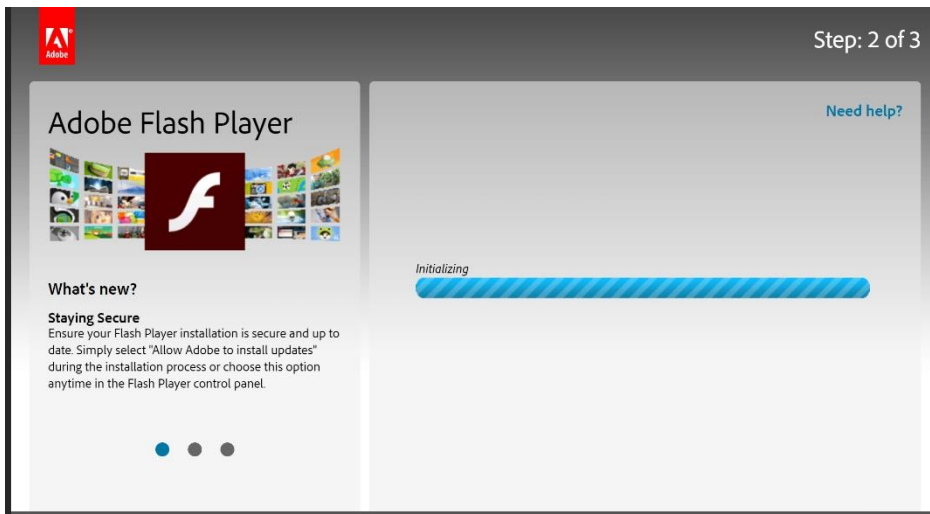 Adobe
Step: 2 of 3
Adobe Flash Player
What's new?
Staying Secure
Ensure your Flash Player installation is secure and up to
date. Simply select "Allow Adobe to install updates"
during the installation process or choose this option
anytime in the Flash Player control panel.
Need help?
Initializing